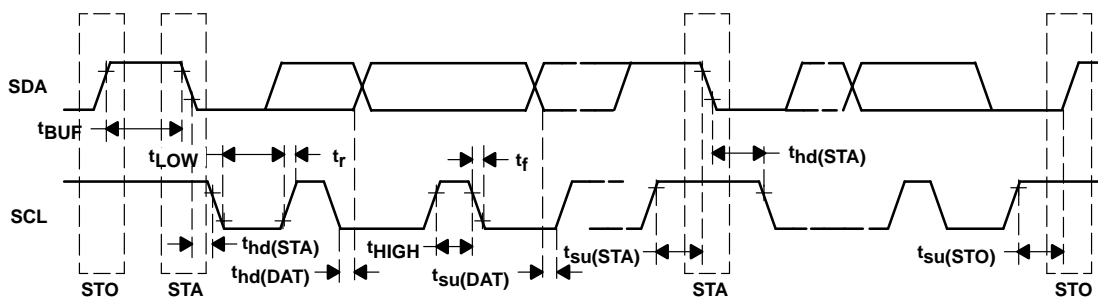 SDA
tBUF
tLOW
tr
tf
thd(STA)
SCL
thd(STA)
tHIGH
tsu(STA)
tsu(STO)
thd(DAT)
tsu(DAT)
STO
STA
STA
STO